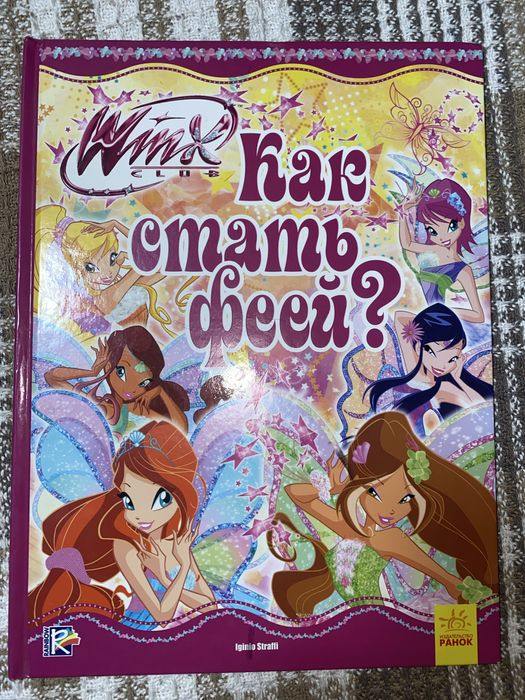 Winx
CLUB
Как
стать
феей?
Iginio Straffi
RAINBOW
R
ИЗДАТЕЛЬСТВО
РАНОК